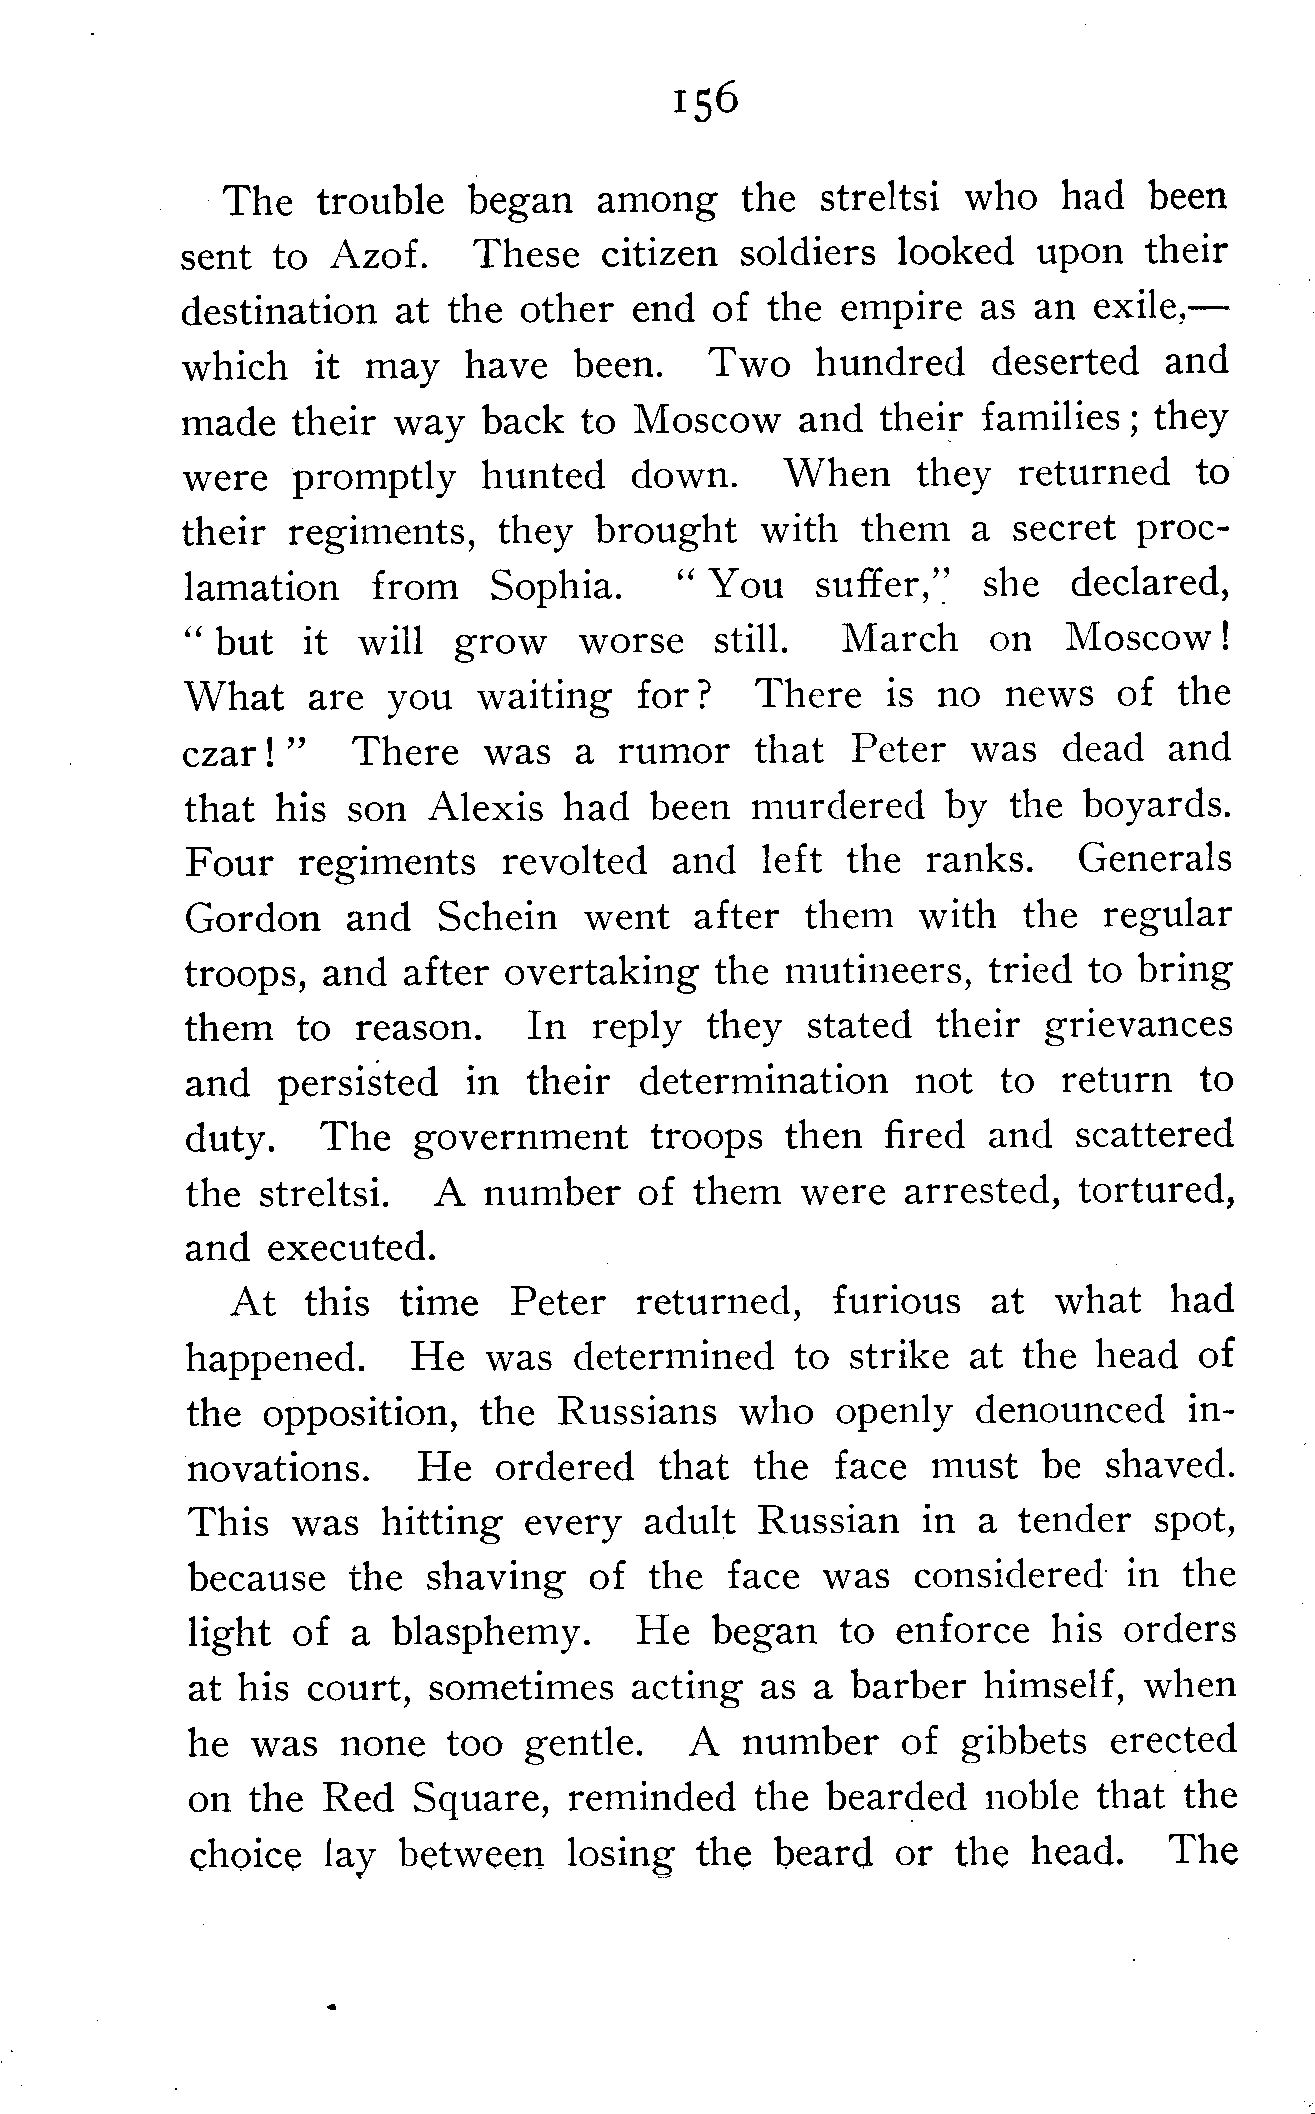 156
The trouble began among the streltsi who had been
sent to Azof. These citizen soldiers looked upon their
destination at the other end of the empire as an exile,—
which it may have been. Two hundred deserted and
made their way back to Moscow and their families; they
were promptly hunted down. When they returned to
their regiments, they brought with them a secret proc-
lamation from Sophia. "You suffer," she declared,
"but it will grow worse still. March on Moscow!
What are you waiting for? There is no news of the
czar!" There was a rumor that Peter was dead and
that his son Alexis had been murdered by the boyards.
Four regiments revolted and left the ranks. Generals
Gordon and Schein went after them with the regular
troops, and after overtaking the mutineers, tried to bring
them to reason. In reply they stated their grievances
and persisted in their determination not to return to
duty. The government troops then fired and scattered
the streltsi. A number of them were arrested, tortured,
and executed.
At this time Peter returned, furious at what had
happened. He was determined to strike at the head of
the opposition, the Russians who openly denounced in-
novations. He ordered that the face must be shaved.
This was hitting every adult Russian in a tender spot,
because the shaving of the face was considered in the
light of a blasphemy. He began to enforce his orders
at his court, sometimes acting as a barber himself, when
he was none too gentle. A number of gibbets erected
on the Red Square, reminded the bearded noble that the
choice lay between losing the beard or the head. The